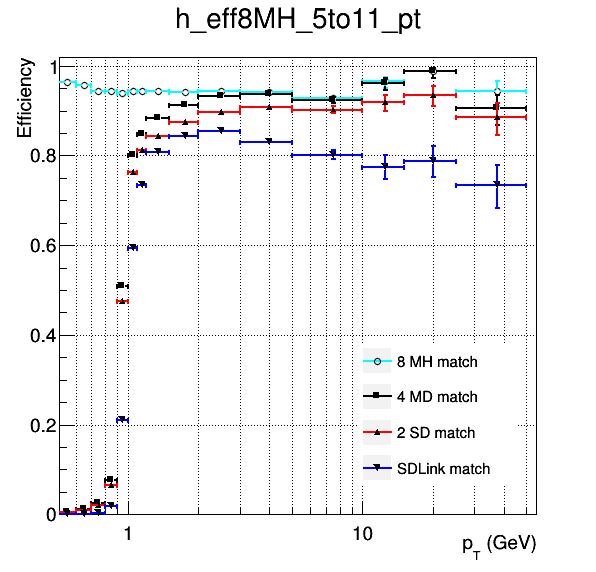 h_eff8MH_5to11_pt
Efficiency
1
0.8
0.6
0.4
0.2
0
8 MH match
4 MD match
2 SD match
SDLink match
1
10
p_T (GeV)